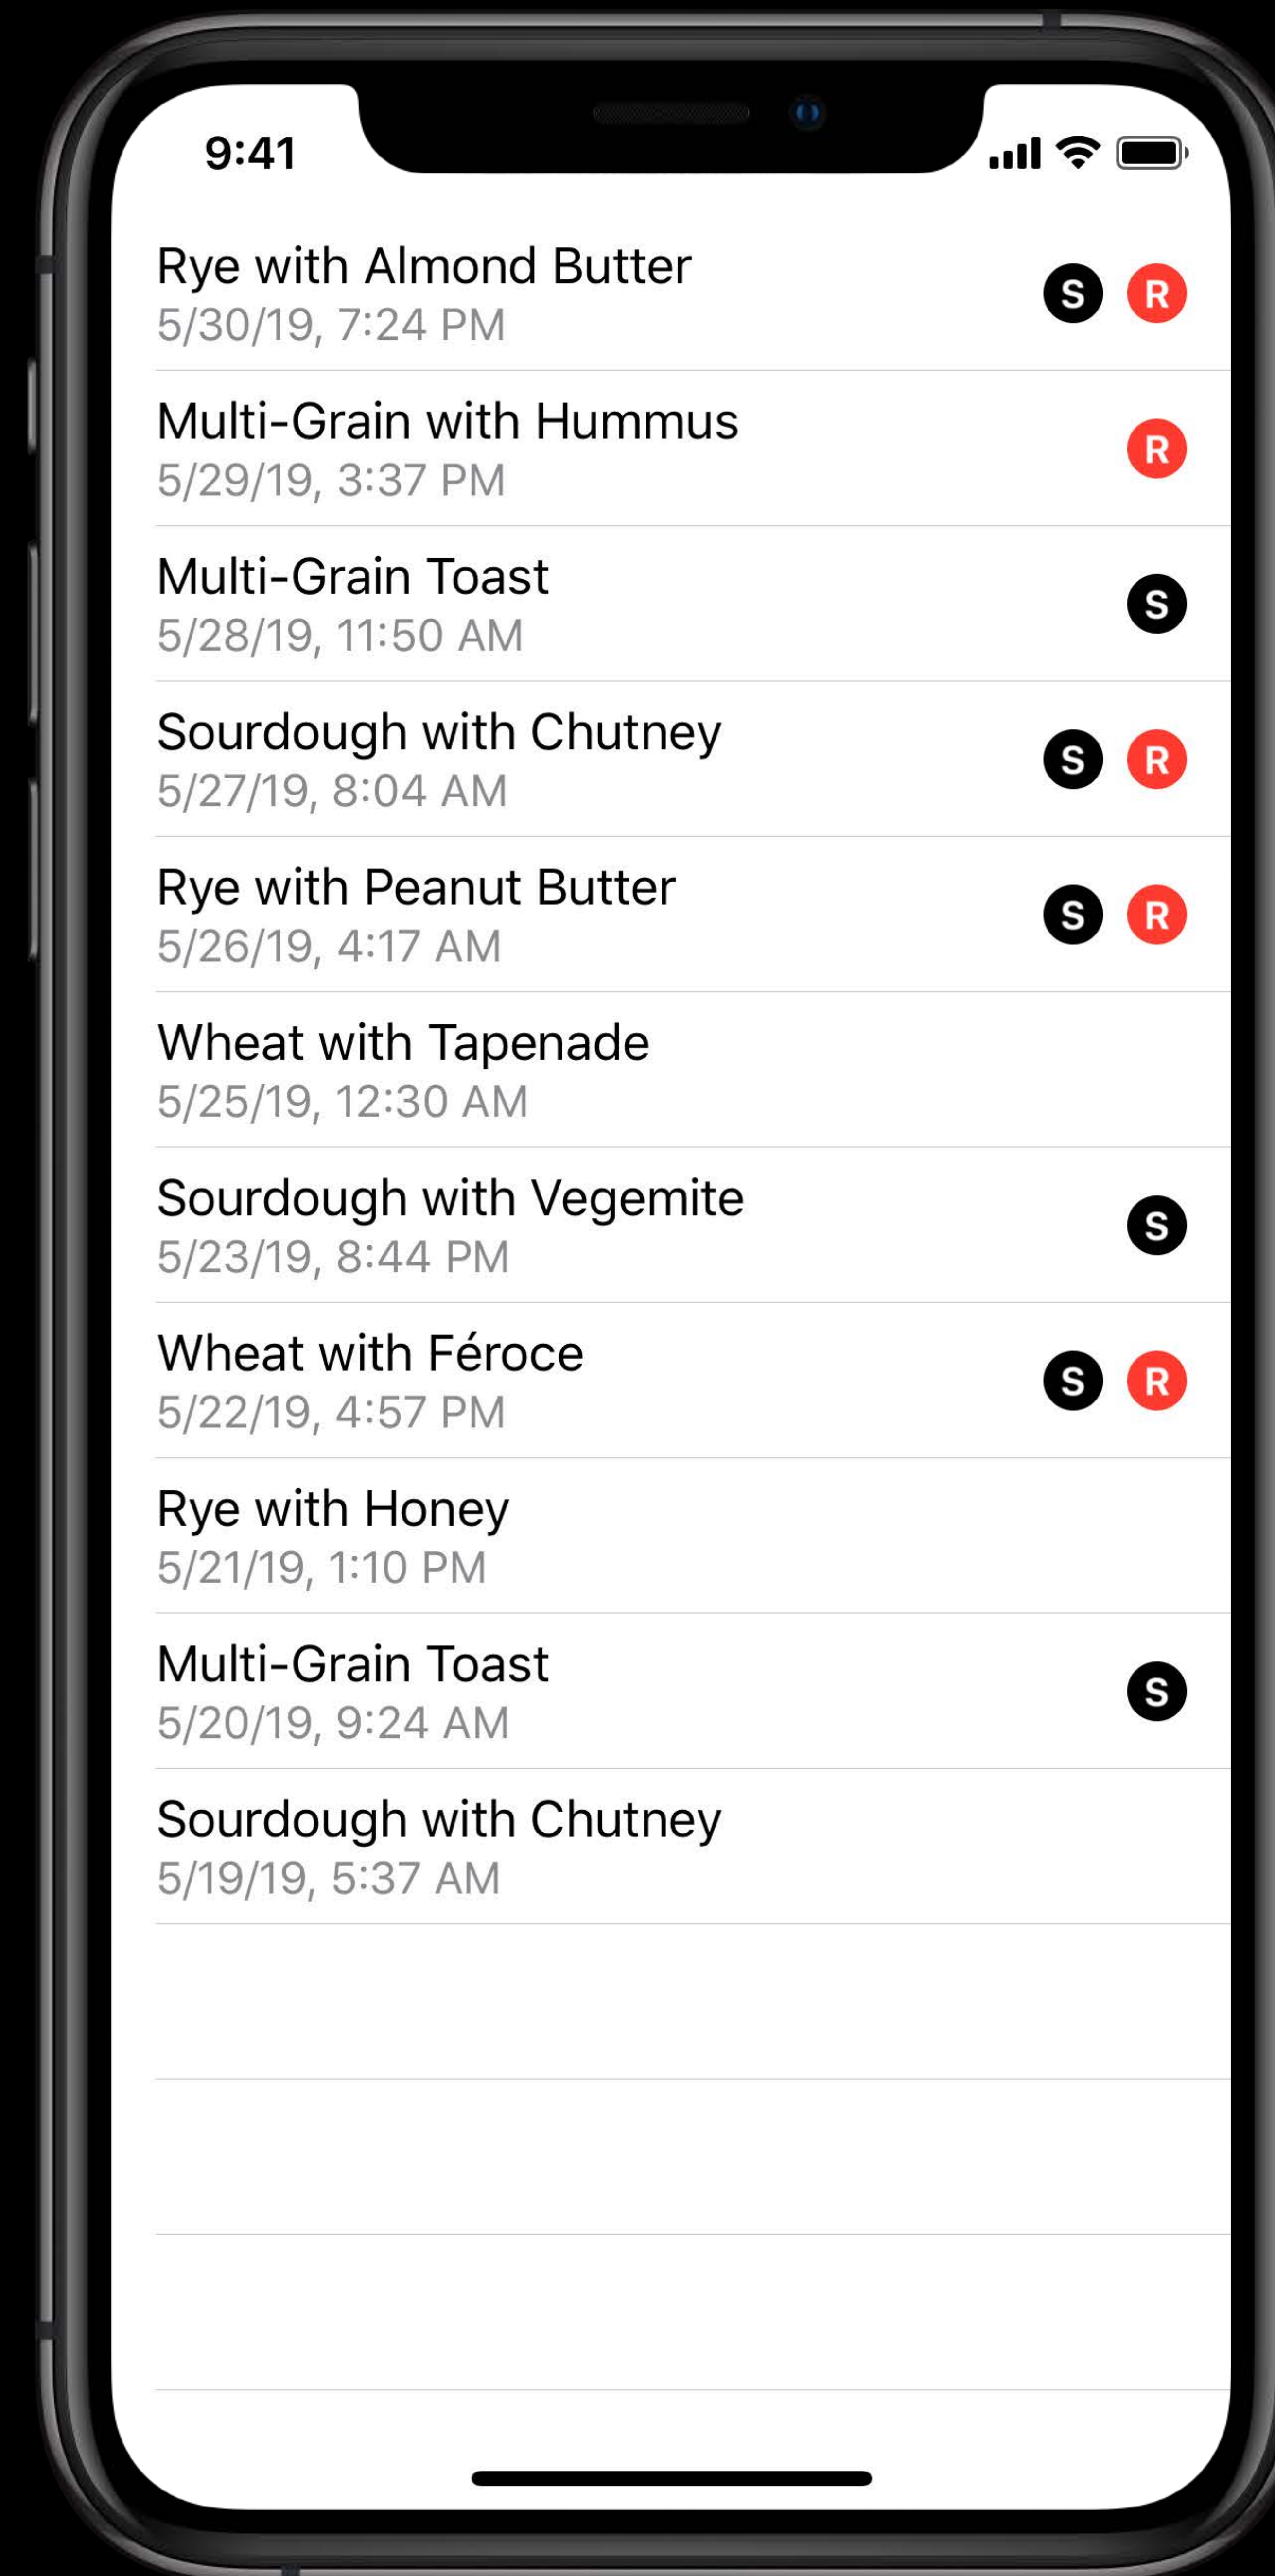 9:41
Rye with Almond Butter
5/30/19, 7:24 PM
S R
Multi-Grain with Hummus
5/29/19, 3:37 PM
R
Multi-Grain Toast
5/28/19, 11:50 AM
S
Sourdough with Chutney
5/27/19, 8:04 AM
S R
Rye with Peanut Butter
5/26/19, 4:17 AM
S R
Wheat with Tapenade
5/25/19, 12:30 AM
Sourdough with Vegemite
5/23/19, 8:44 PM
S
Wheat with Féroce
5/22/19, 4:57 PM
S R
Rye with Honey
5/21/19, 1:10 PM
Multi-Grain Toast
5/20/19, 9:24 AM
S
Sourdough with Chutney
5/19/19, 5:37 AM